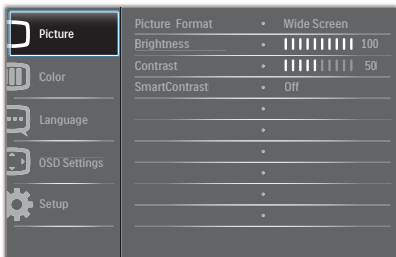 Picture
Color
Language
OSD Settings
Setup
Picture Format • Wide Screen
Brightness • 100
Contrast • 50
SmartContrast • Off
•
•
•
•
•
•